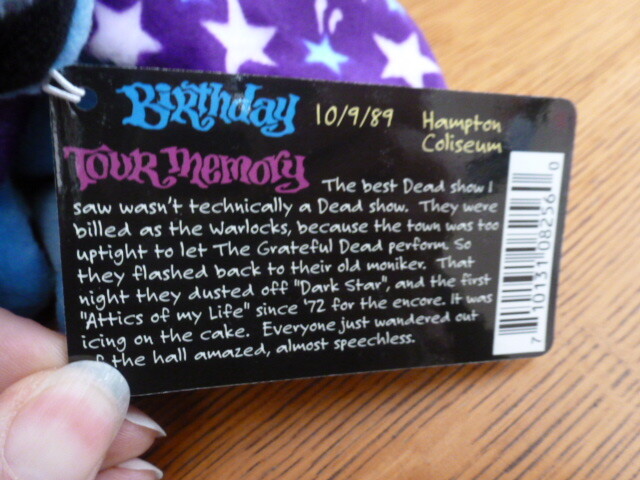 Birthday 10/9/89 Hampton
Coliseum
Tour Memory
The best Dead show I
saw wasn't technically a Dead show. They were
billed as the Warlocks, because the town was too
uptight to let The Grateful Dead perform. So
they flashed back to their old moniker. That
night they dusted off "Dark Star", and the first
"Attics of my Life" since '72 for the encore. It was
icing on the cake. Everyone just wandered out
of the hall amazed, almost speechless.
7 10131 08256 0